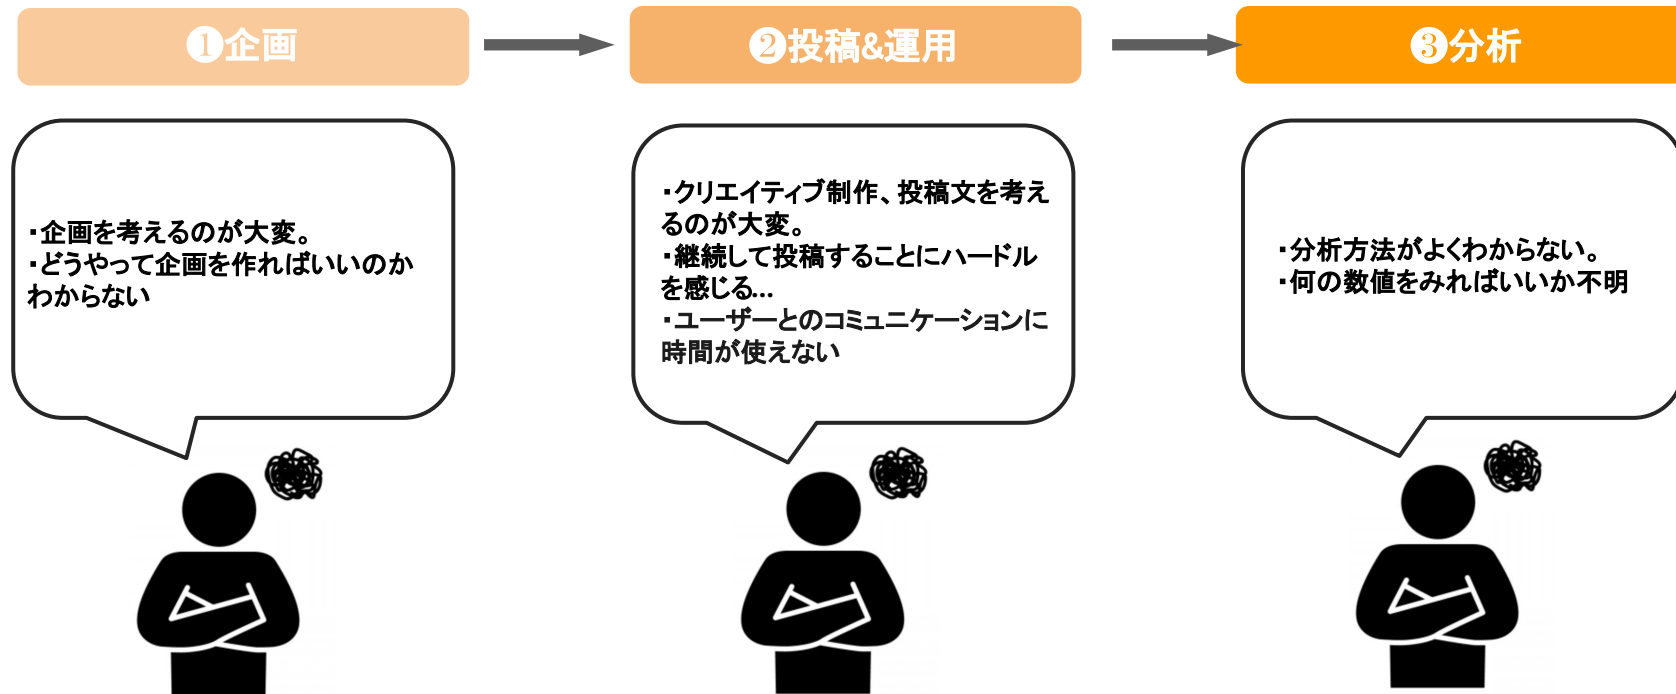 ❶企画
❷投稿&運用
❸分析
・企画を考えるのが大変。
・どうやって企画を作ればいいのか
わからない
・クリエイティブ制作、投稿文を考え
るのが大変。
・継続して投稿することにハードル
を感じる...
・ユーザーとのコミュニケーションに
時間が使えない
・分析方法がよくわからない。
・何の数値をみればいいか不明